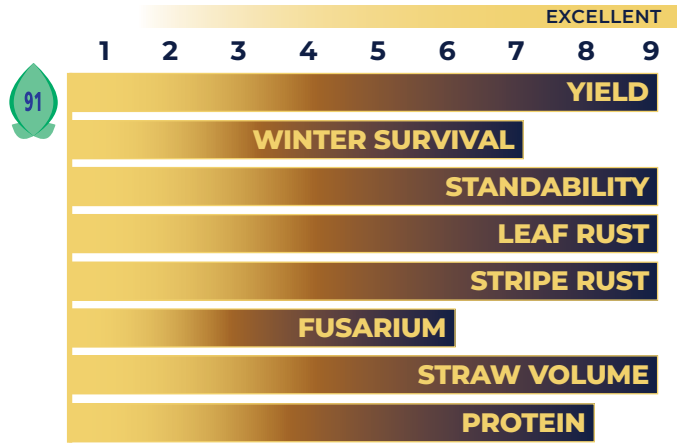 EXCELLENT
1 2 3 4 5 6 7 8 9
91
YIELD
WINTER SURVIVAL
STANDABILITY
LEAF RUST
STRIPE RUST
FUSARIUM
STRAW VOLUME
PROTEIN